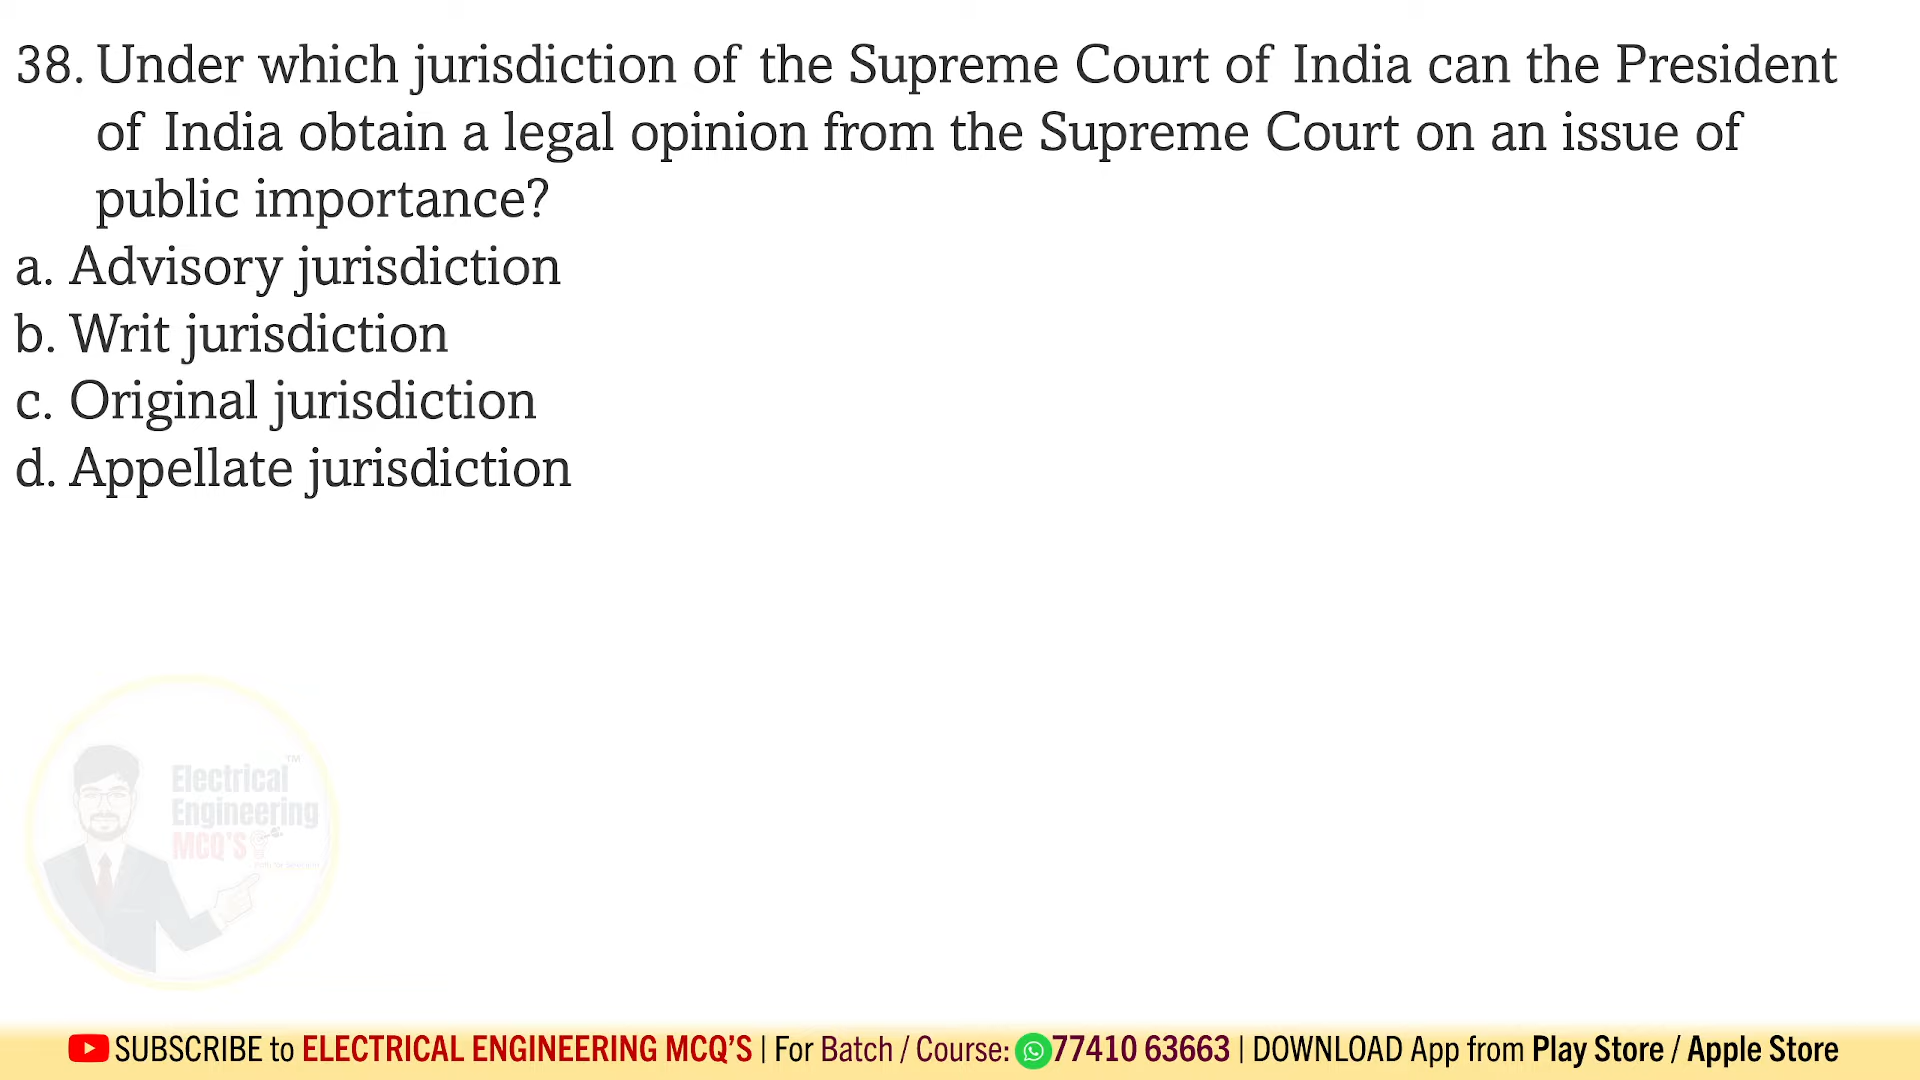 38. Under which jurisdiction of the Supreme Court of India can the President
of India obtain a legal opinion from the Supreme Court on an issue of
public importance?
a. Advisory jurisdiction
b. Writ jurisdiction
c. Original jurisdiction
d. Appellate jurisdiction
Electrical™
Engineering
MCQ'S
SUBSCRIBE to ELECTRICAL ENGINEERING MCQ'S | For Batch / Course: 77410 63663 | DOWNLOAD App from Play Store / Apple Store